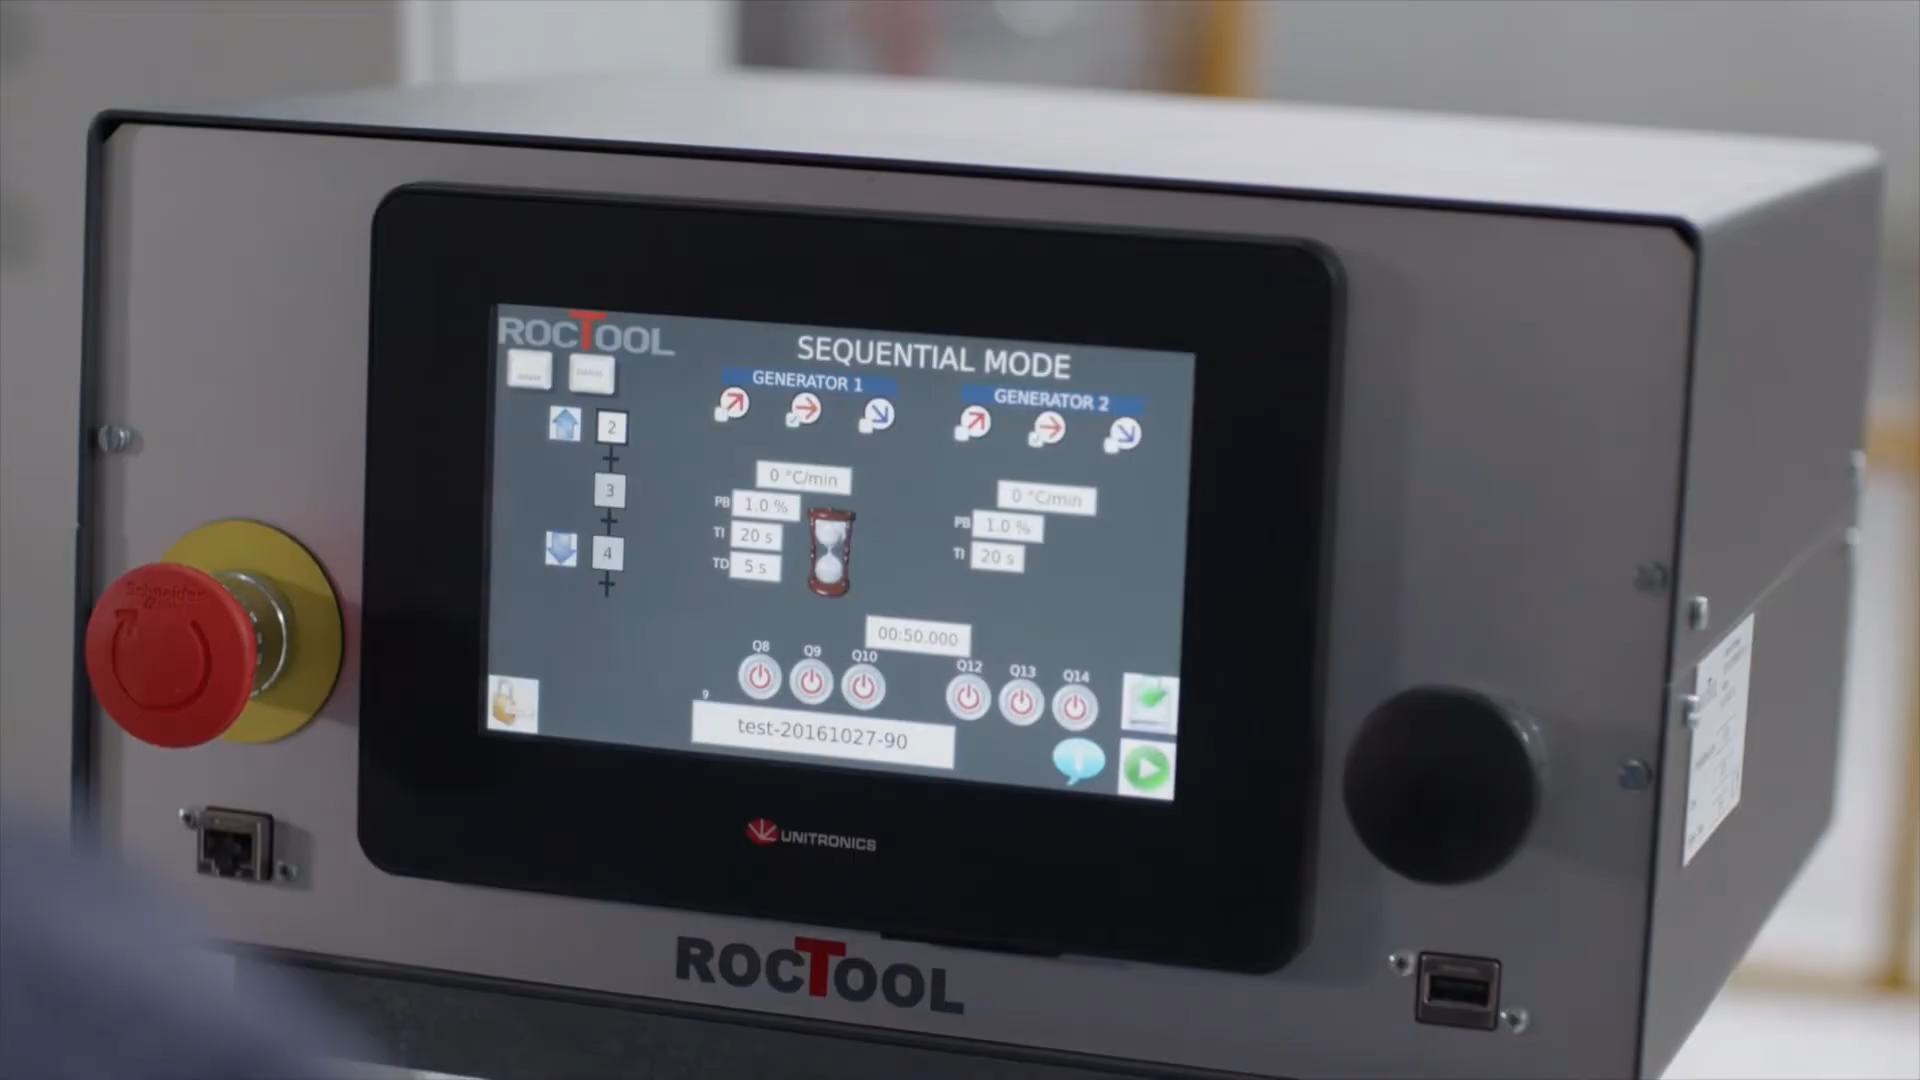 ROCTOOL
SEQUENTIAL MODE
GENERATOR 1
GENERATOR 2
2
3
4
0 °C/min
PB 1.0 %
TI 20 s
TD 5 s
0 °C/min
PB 1.0 %
TI 20 s
00:50.000
Q8 Q9 Q10 Q12 Q13 Q14
9
test-20161027-90
Schneider
UNITRONICS
ROCTOOL